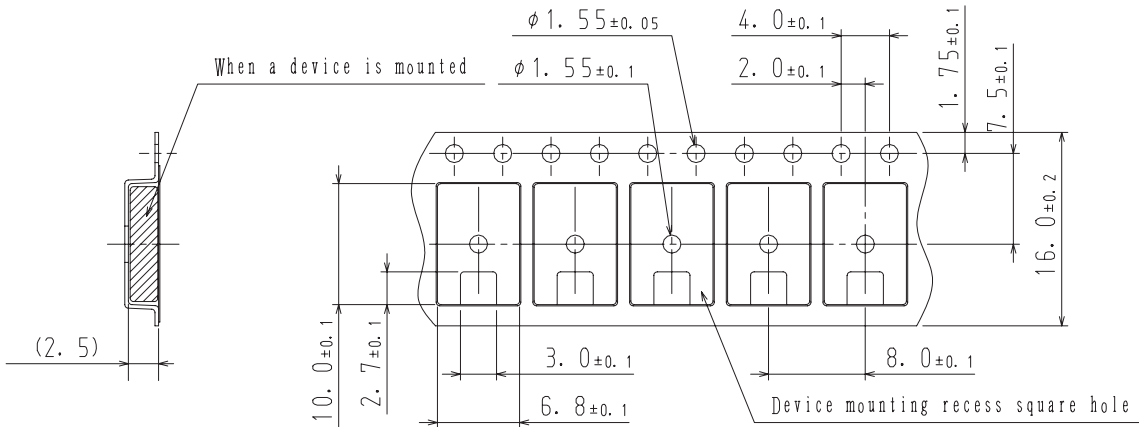 φ1.55±0.05
4.0±0.1
When a device is mounted
φ1.55±0.1
2.0±0.1
1.75±0.1
7.5±0.1
16.0±0.2
(2.5)
10.0±0.1
2.7±0.1
3.0±0.1
8.0±0.1
6.8±0.1
Device mounting recess square hole